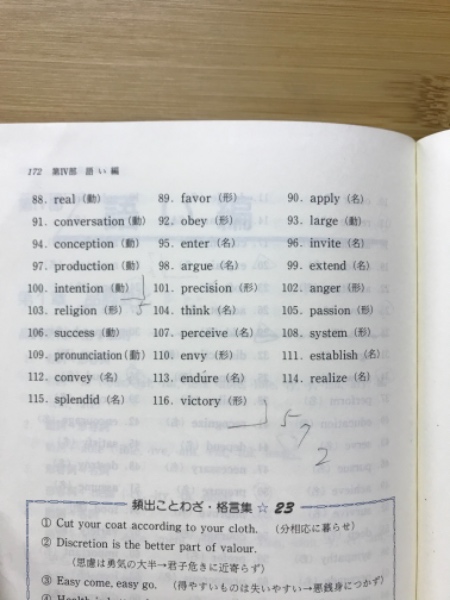 172 第Ⅳ部 語い編
88. real (動) 89. favor (形) 90. apply (名)
91. conversation (動) 92. obey (形) 93. large (動)
94. conception (動) 95. enter (名) 96. invite (名)
97. production (動) 98. argue (名) 99. extend (名)
100. intention (動) 101. precision (形) 102. anger (形)
103. religion (形) 5 104. think (名) 105. passion (形)
106. success (動) 107. perceive (名) 108. system (形)
109. pronunciation (動) 110. envy (形) 111. establish (名)
112. convey (名) 113. endure (名) 114. realize (名)
115. splendid (名) 116. victory (形)
5
7
2
頻出ことわざ・格言集☆23
① Cut your coat according to your cloth. (分相応に暮らせ)
② Discretion is the better part of valour.
(思慮は勇気の大半→君子危きに近寄らず)
③ Easy come, easy go. (得やすいものは失いやすい→悪銭身につかず)